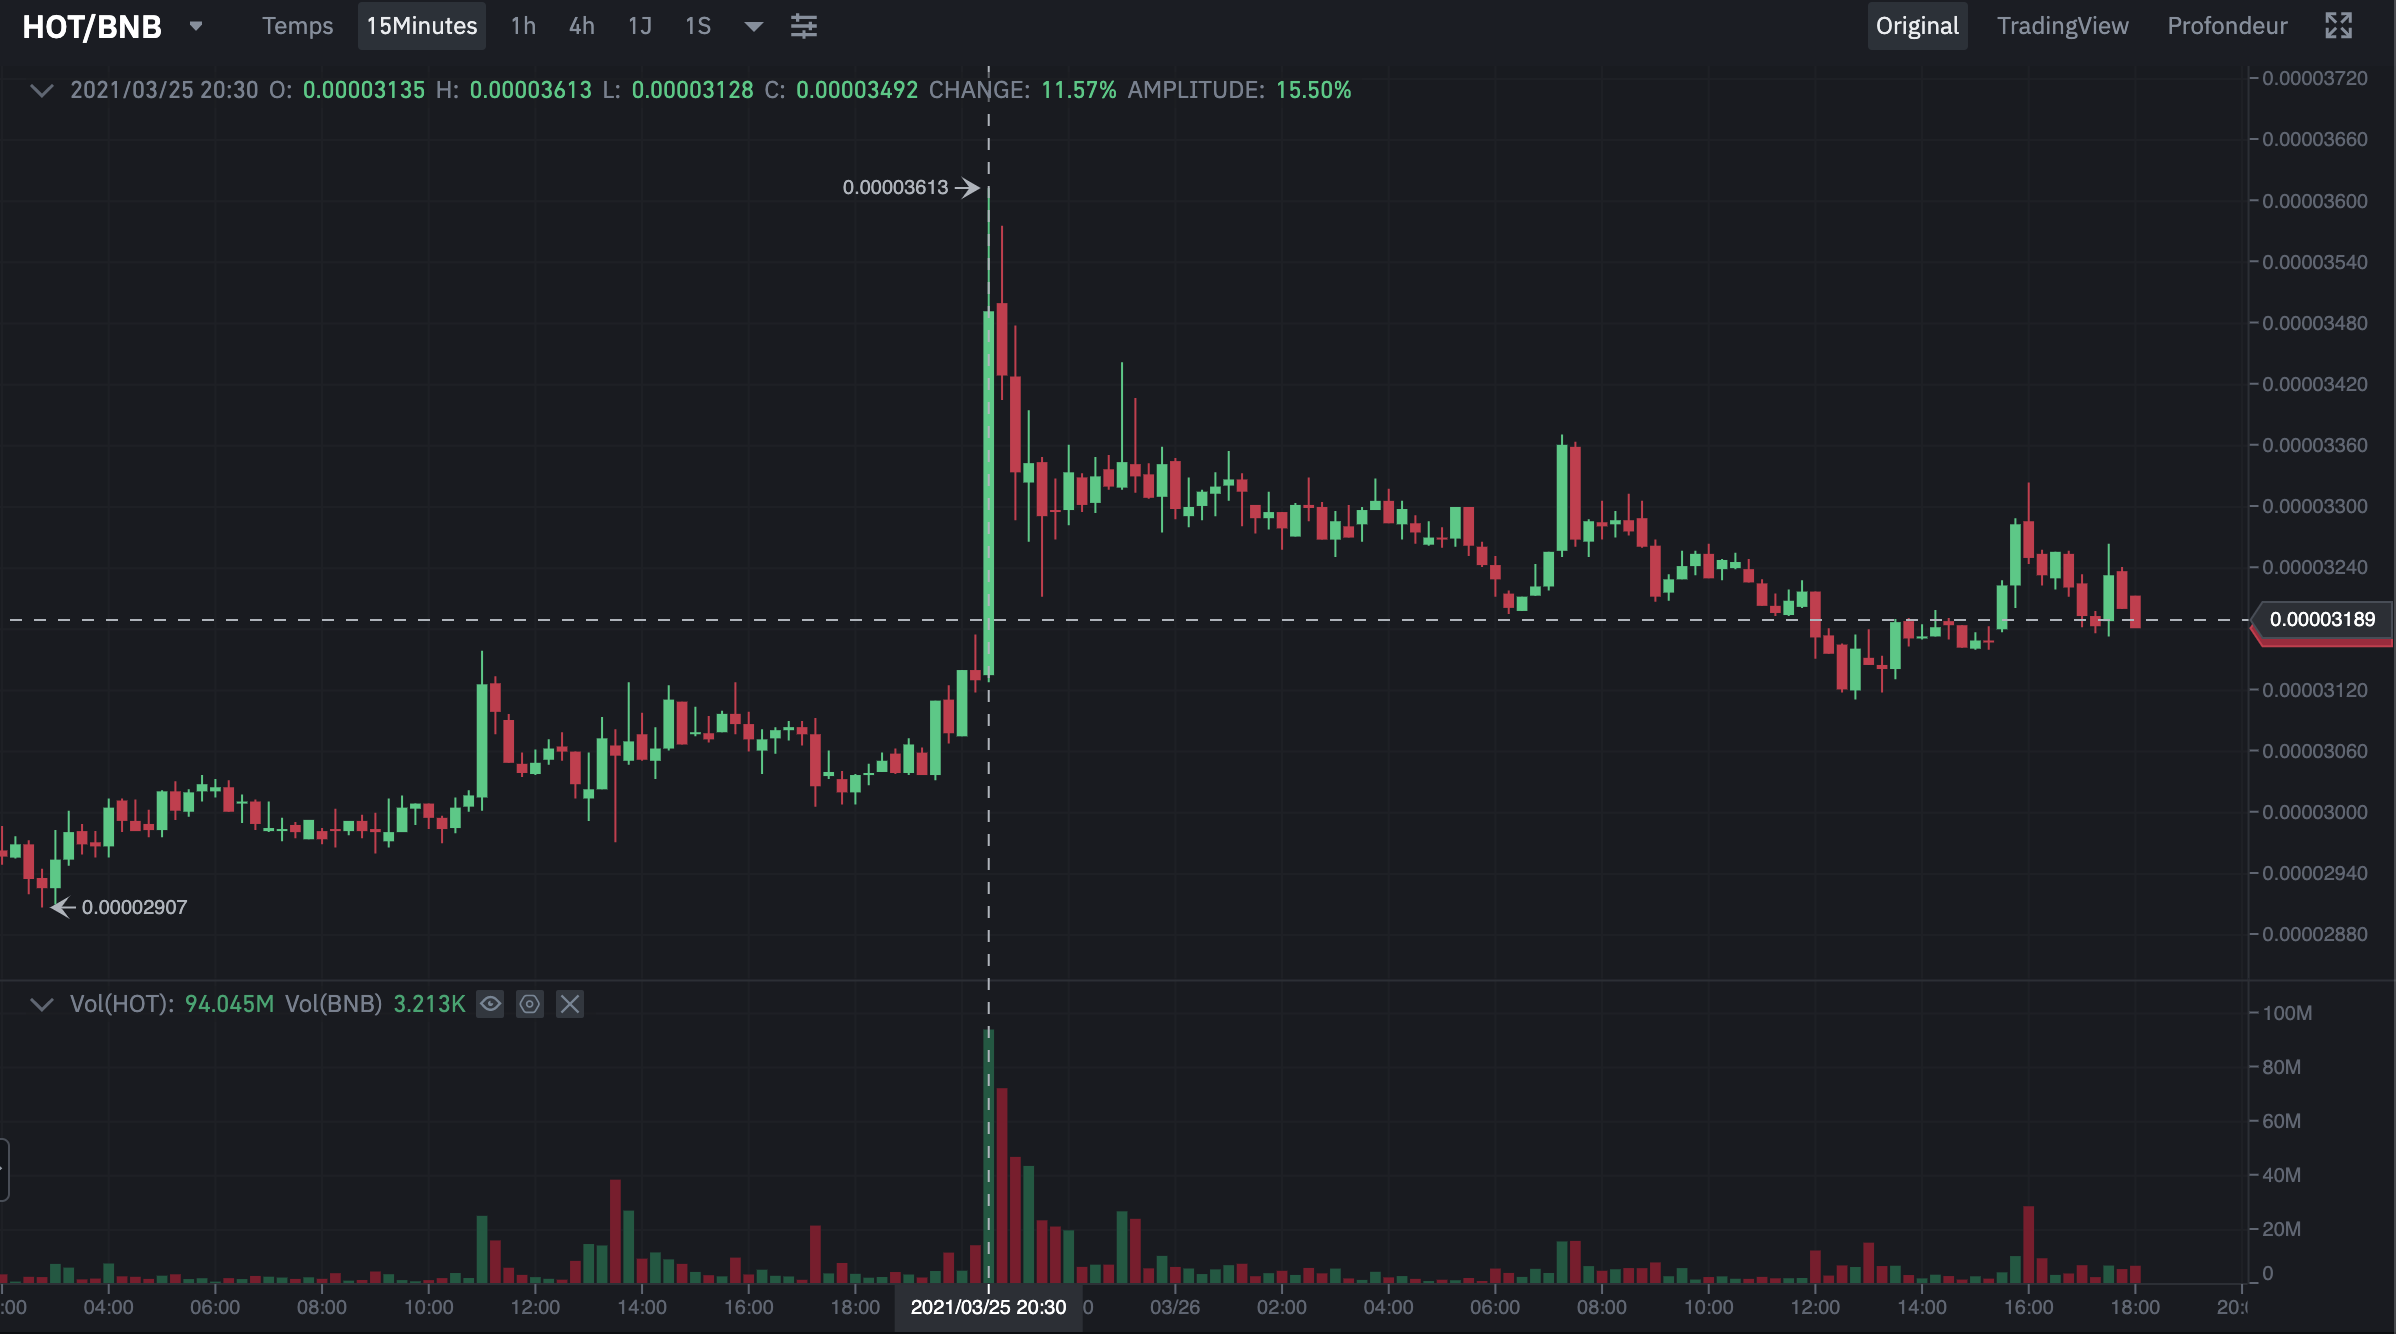 HOT/BNB Temps 15Minutes 1h 4h 1J 1S Original TradingView Profondeur
2021/03/25 20:30 O: 0.00003135 H: 0.00003613 L: 0.00003128 C: 0.00003492 CHANGE: 11.57% AMPLITUDE: 15.50%
0.00003720
0.00003660
0.00003613
0.00003600
0.00003540
0.00003480
0.00003420
0.00003360
0.00003300
0.00003240
0.00003189
0.00003120
0.00003060
0.00003000
0.00002940
0.00002907
0.00002880
Vol(HOT): 94.045M Vol(BNB) 3.213K
100M
80M
60M
40M
20M
0
:00 04:00 06:00 08:00 10:00 12:00 14:00 16:00 18:00 2021/03/25 20:30 0 03/26 02:00 04:00 06:00 08:00 10:00 12:00 14:00 16:00 18:00 20: